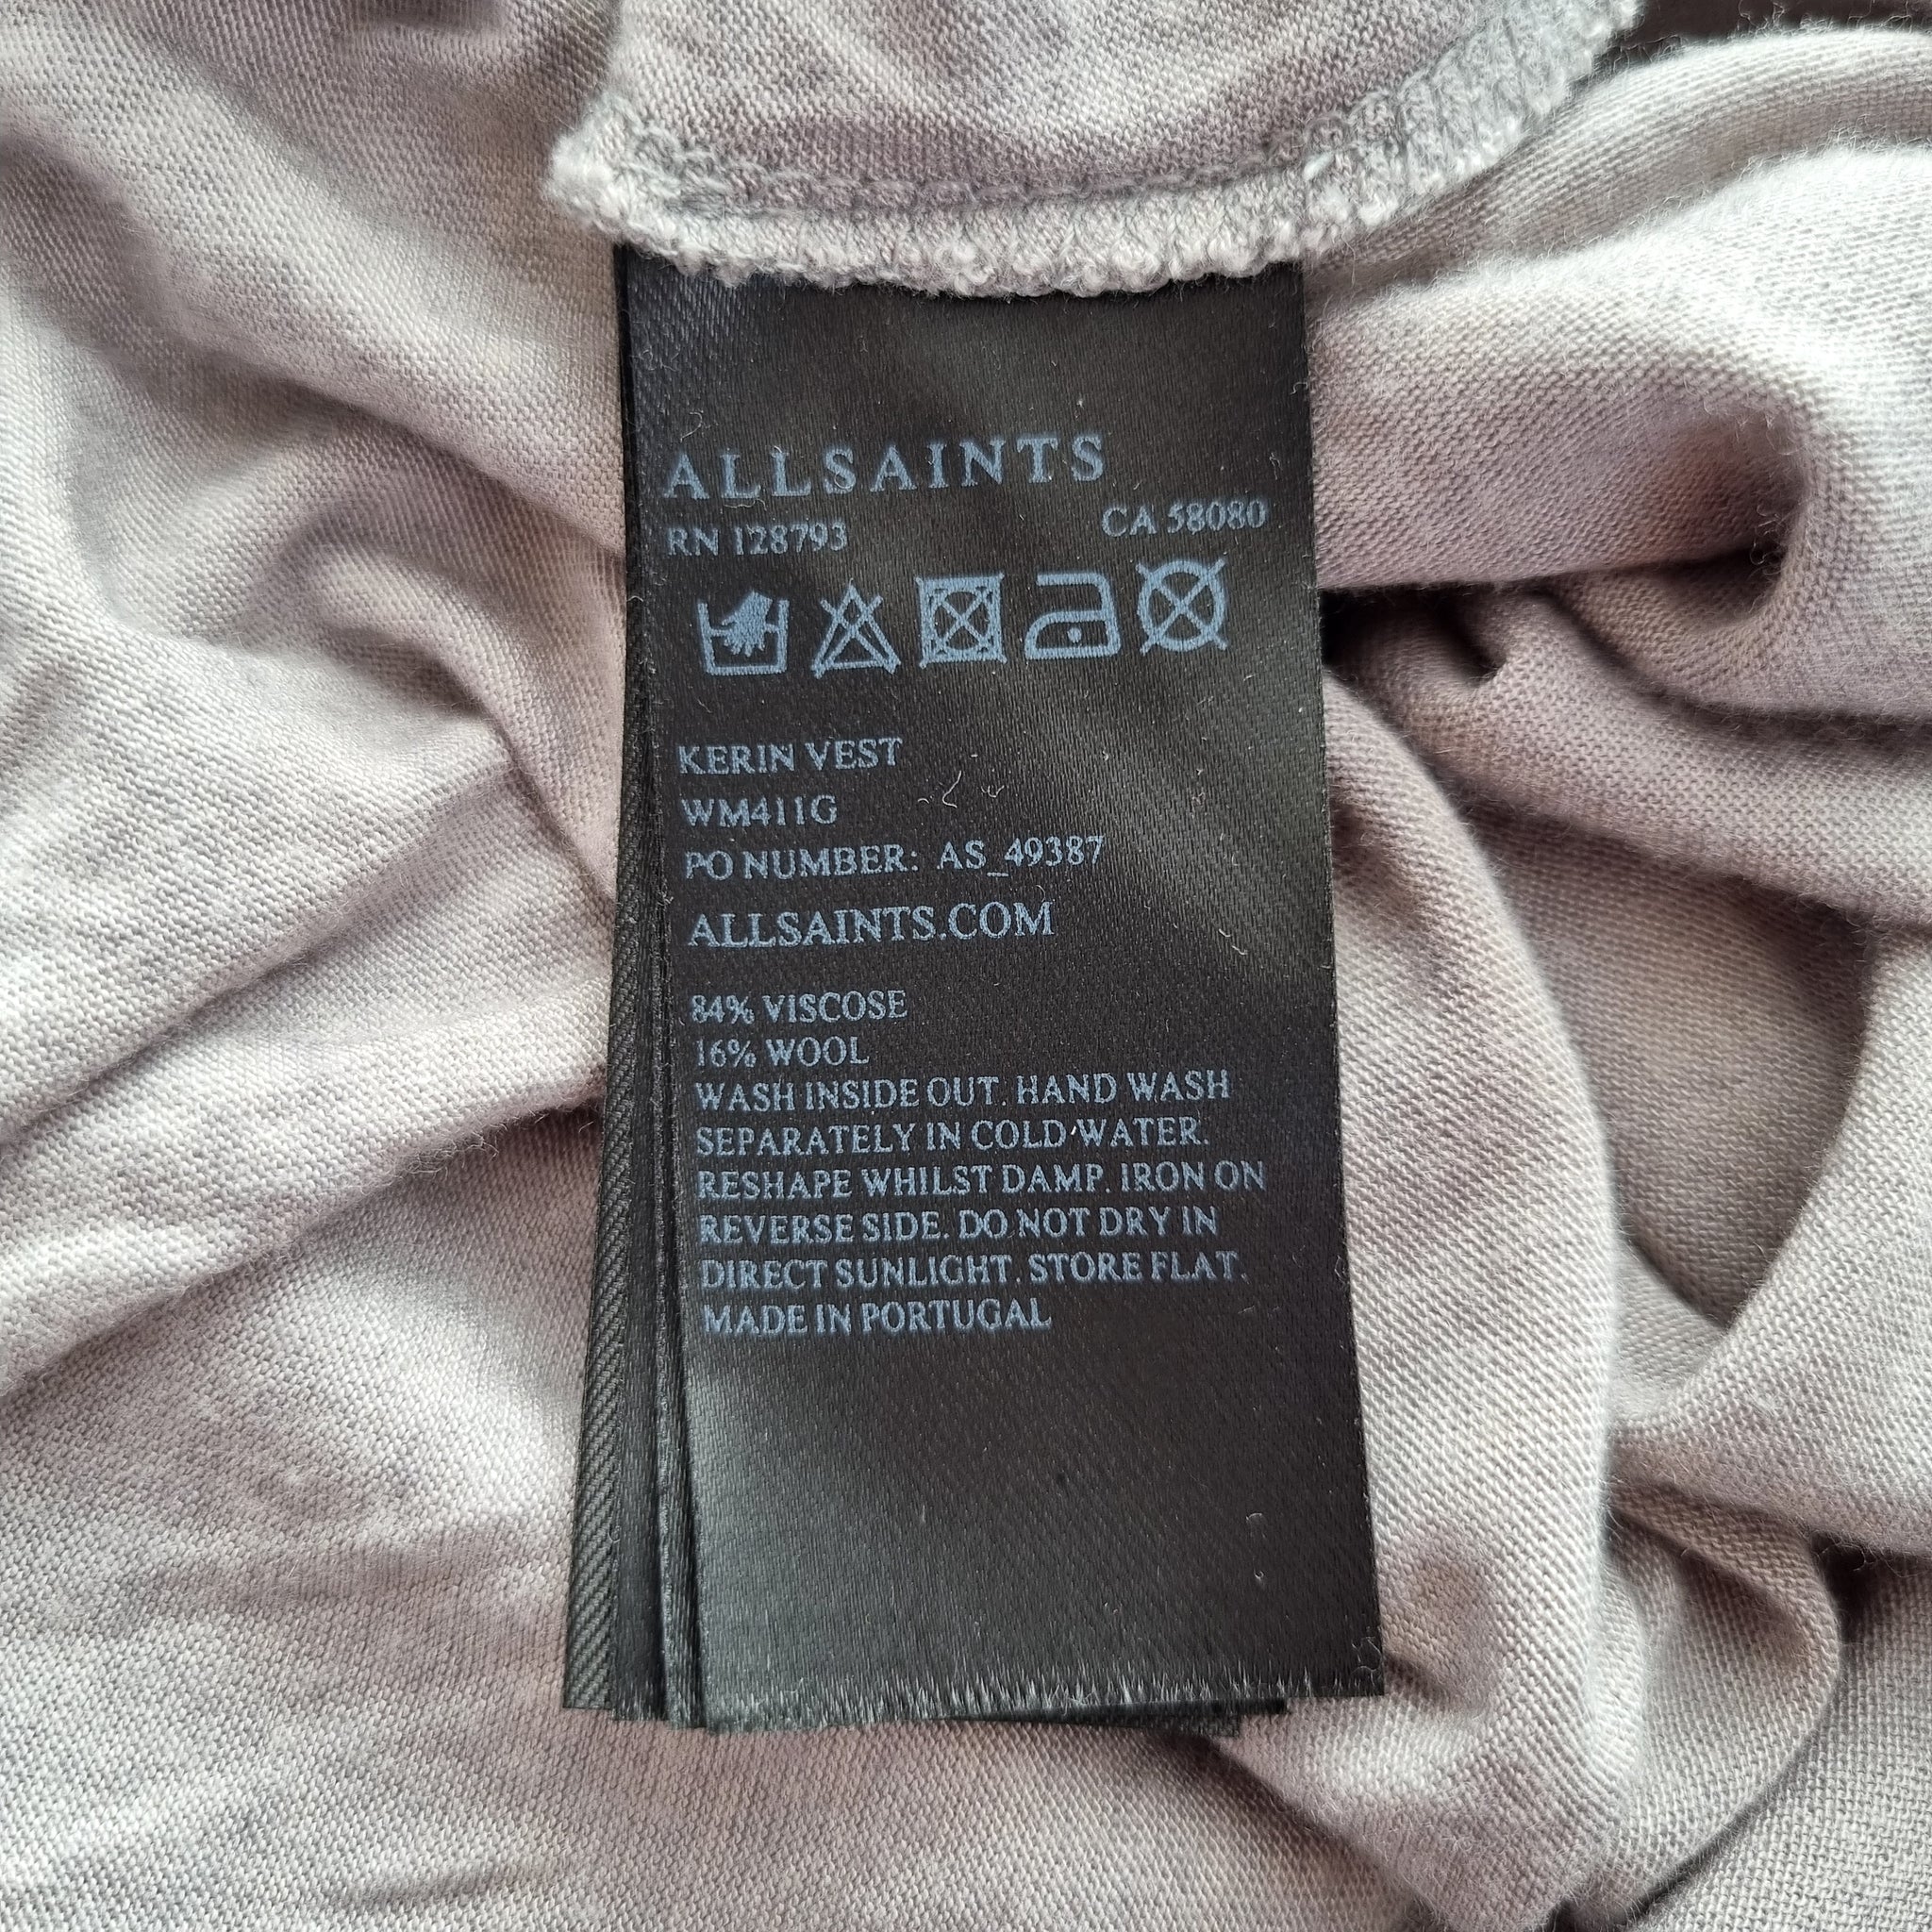 ALLSAINTS
RN 128793 CA 58080
KERIN VEST
WM411G
PO NUMBER: AS_49387
ALLSAINTS.COM
84% VISCOSE
16% WOOL
WASH INSIDE OUT. HAND WASH
SEPARATELY IN COLD WATER.
RESHAPE WHILST DAMP. IRON ON
REVERSE SIDE. DO NOT DRY IN
DIRECT SUNLIGHT. STORE FLAT.
MADE IN PORTUGAL